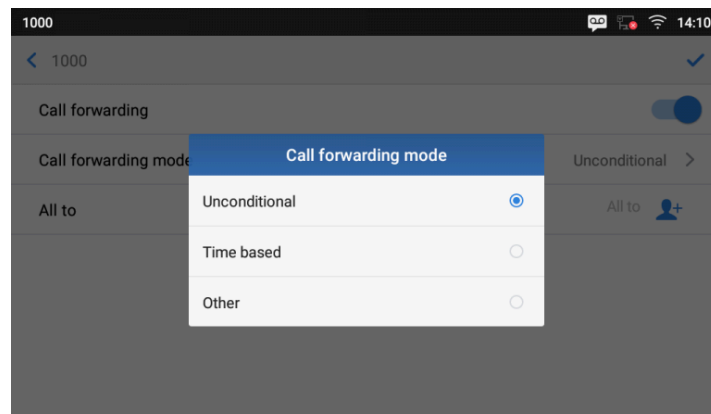 1000 14:10
1000
Call forwarding
Call forwarding mode Unconditional
All to All to
Call forwarding mode
Unconditional
Time based
Other